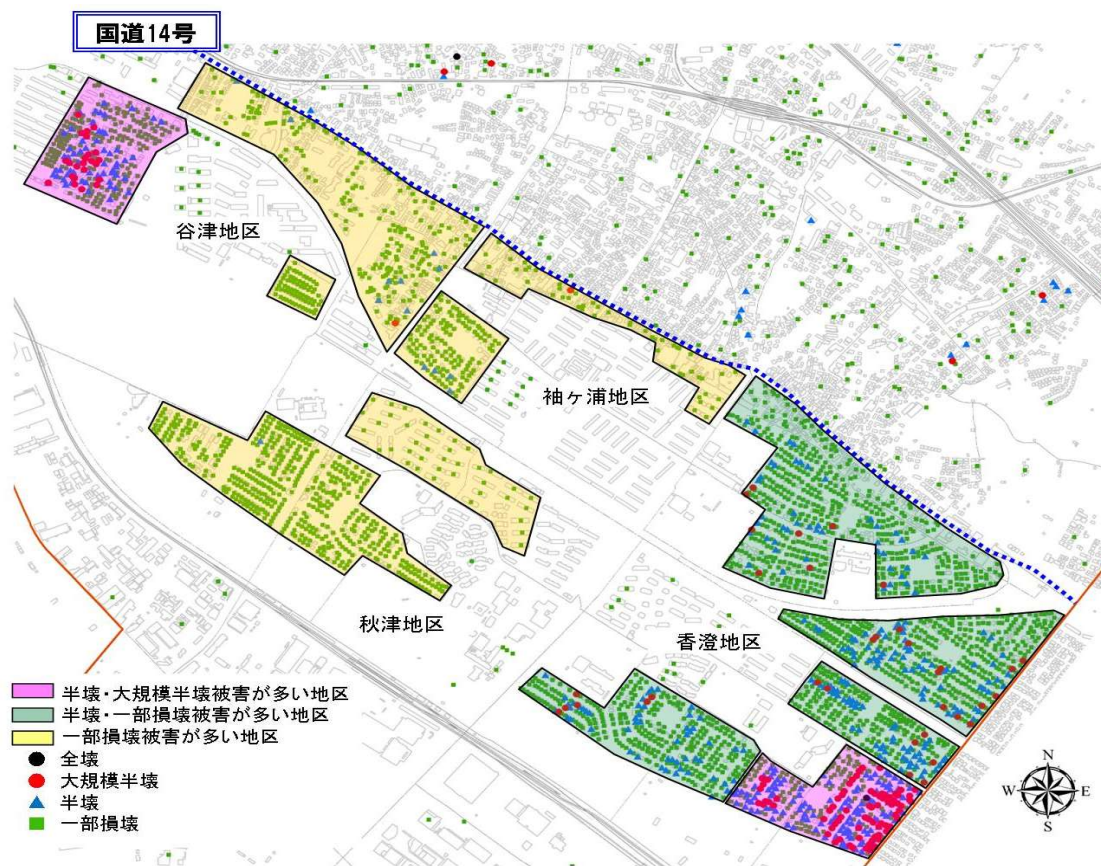 国道14号
谷津地区
袖ヶ浦地区
秋津地区
香澄地区
半壊・大規模半壊被害が多い地区
半壊・一部損壊被害が多い地区
一部損壊被害が多い地区
全壊
大規模半壊
半壊
一部損壊
N
W
E
S